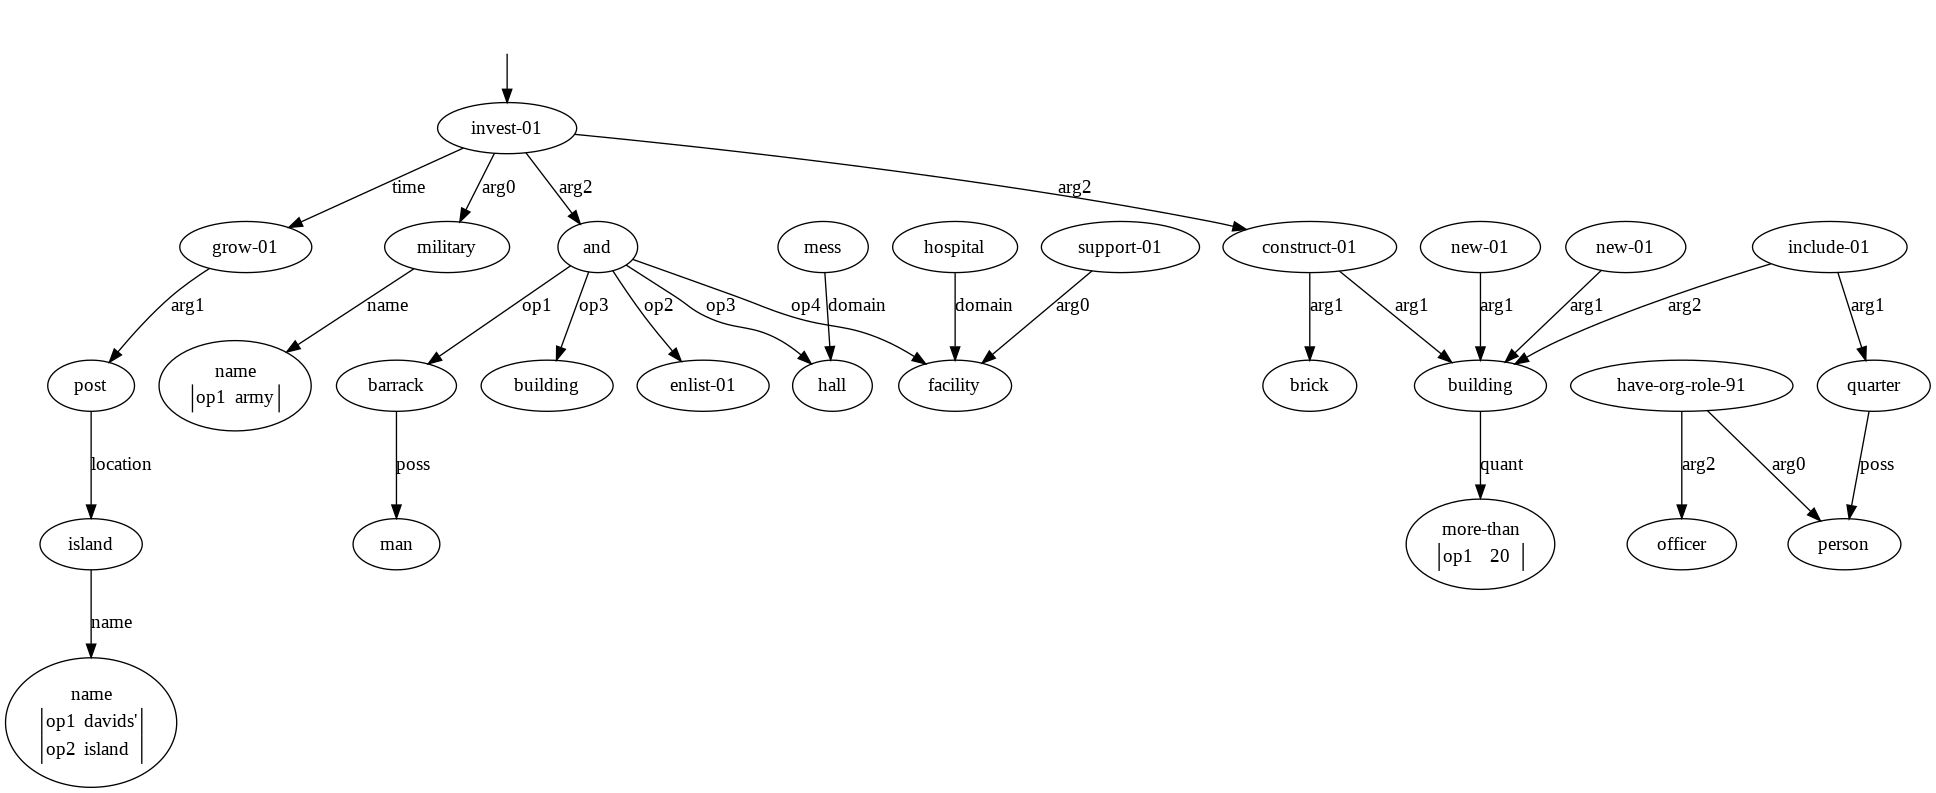 invest-01
time
arg0
arg2
arg2
grow-01
military
and
mess
hospital
support-01
construct-01
new-01
new-01
include-01
arg1
name
op1
op3
op2
op3
op4
domain
domain
arg0
arg1
arg1
arg1
arg1
arg2
arg1
post
name
op1 army
barrack
building
enlist-01
hall
facility
brick
building
have-org-role-91
quarter
location
poss
quant
arg2
arg0
poss
island
man
more-than
op1 20
officer
person
name
name
op1 davids'
op2 island